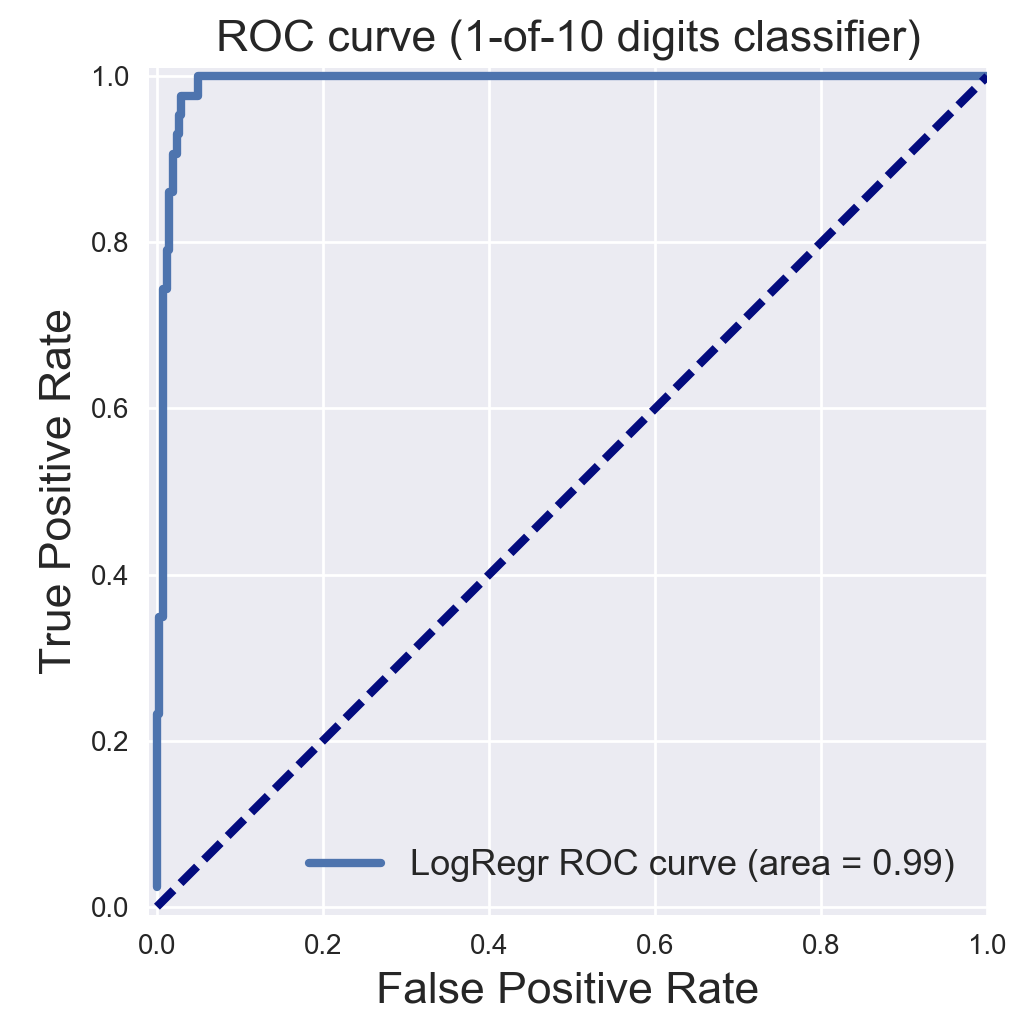 ROC curve (1-of-10 digits classifier)
True Positive Rate
1.0
0.8
0.6
0.4
0.2
0.0
LogRegr ROC curve (area = 0.99)
0.0 0.2 0.4 0.6 0.8 1.0
False Positive Rate